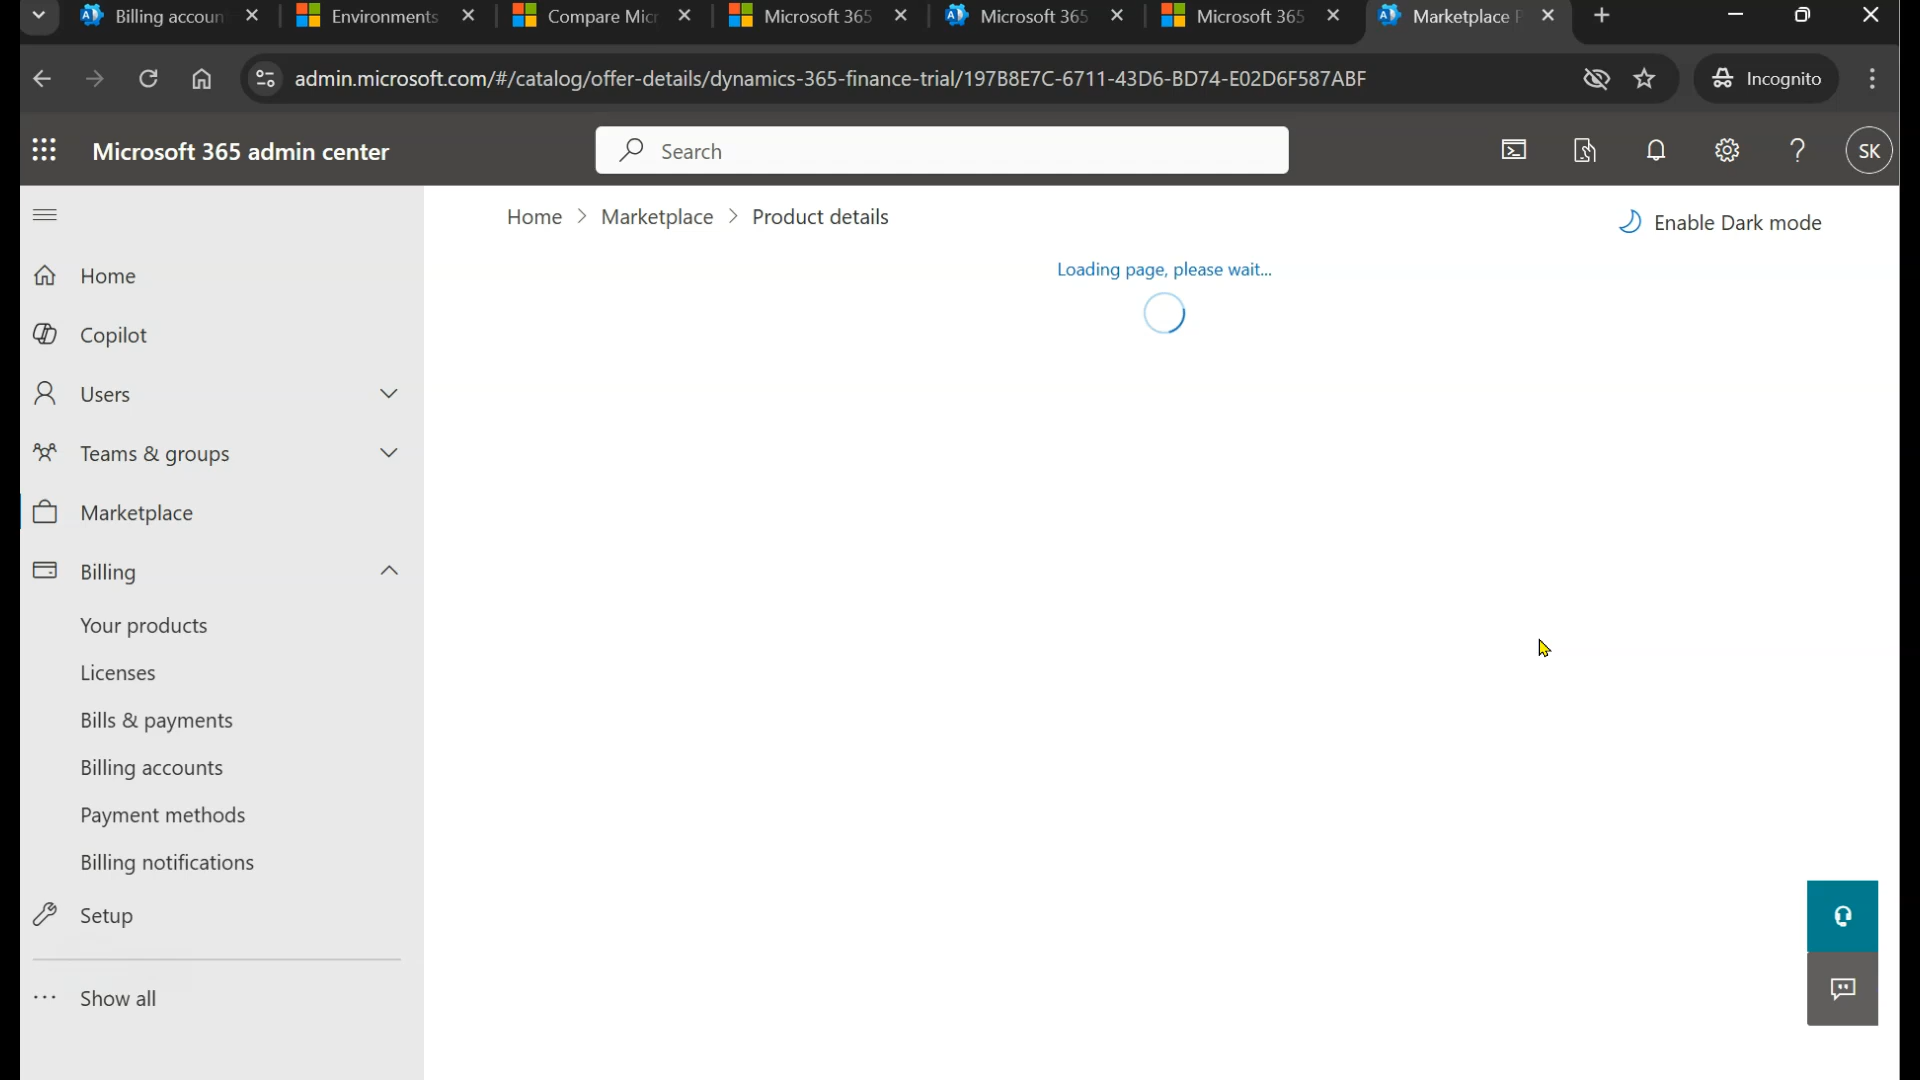 Billing accoun
Environments
Compare Micr
Microsoft 365
Microsoft 365
Microsoft 365
Marketplace P
admin.microsoft.com/#/catalog/offer-details/dynamics-365-finance-trial/197B8E7C-6711-43D6-BD74-E02D6F587ABF
Incognito
Microsoft 365 admin center
Search
SK
Home > Marketplace > Product details
Enable Dark mode
Loading page, please wait...
Home
Copilot
Users
Teams & groups
Marketplace
Billing
Your products
Licenses
Bills & payments
Billing accounts
Payment methods
Billing notifications
Setup
Show all